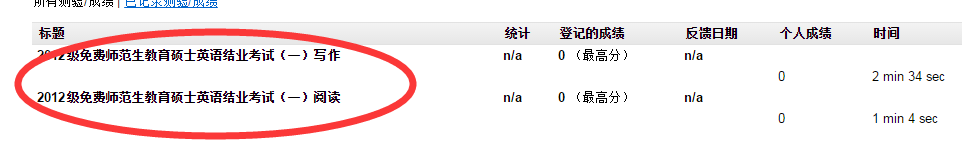 所有测验/成绩 | 已记录测验/成绩
标题 统计 登记的成绩 反馈日期 个人成绩 时间
2012级免费师范生教育硕士英语结业考试（一）写作 n/a 0 （最高分） n/a
0 2 min 34 sec
2012级免费师范生教育硕士英语结业考试（一）阅读 n/a 0 （最高分） n/a
0 1 min 4 sec